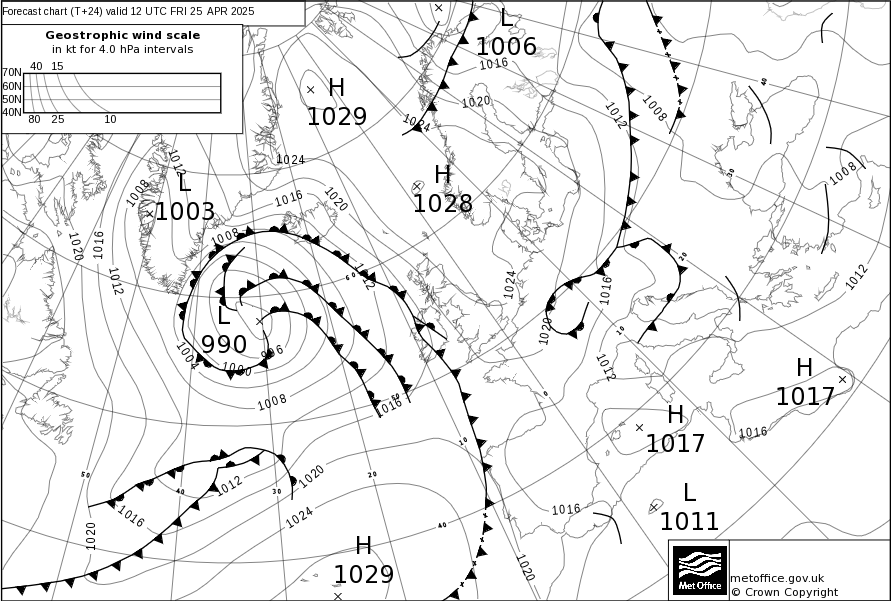 Forecast chart (T+24) valid 12 UTC FRI 25 APR 2025
Geostrophic wind scale
in kt for 4.0 hPa intervals
40 15
70N
60N
50N
40N
80 25 10
L
1006
1016
H
1029
1020
1024
1012
1008
40
1024
1012
H
1028
1008
30
L
1003
1008
1016
1020
1008
1020
1016
1012
60
1012
1024
1016
20
1012
L
990
1004
996
1000
1020
10
1012
H
1017
1008
50
1016
0
H
1017
1016
10
50
40
30
20
1012
1020
1016
1024
40
1016
L
1011
1020
H
1029
1020
Met Office
metoffice.gov.uk
© Crown Copyright